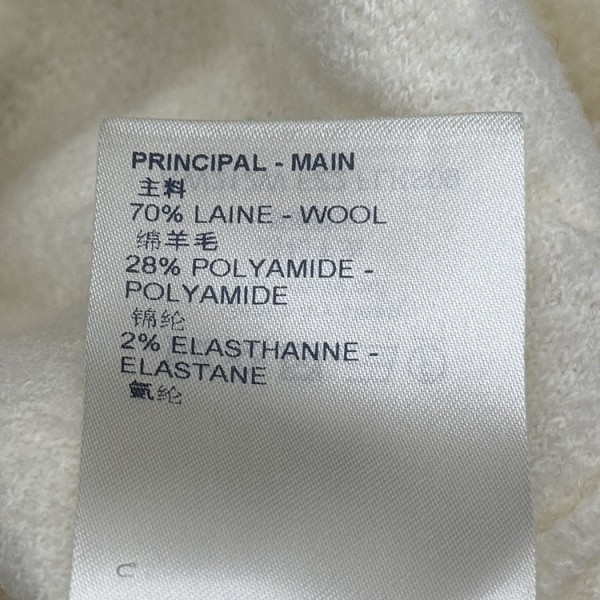 PRINCIPAL - MAIN
主料
70% LAINE - WOOL
绵羊毛
28% POLYAMIDE -
POLYAMIDE
锦纶
2% ELASTHANNE -
ELASTANE
氨纶